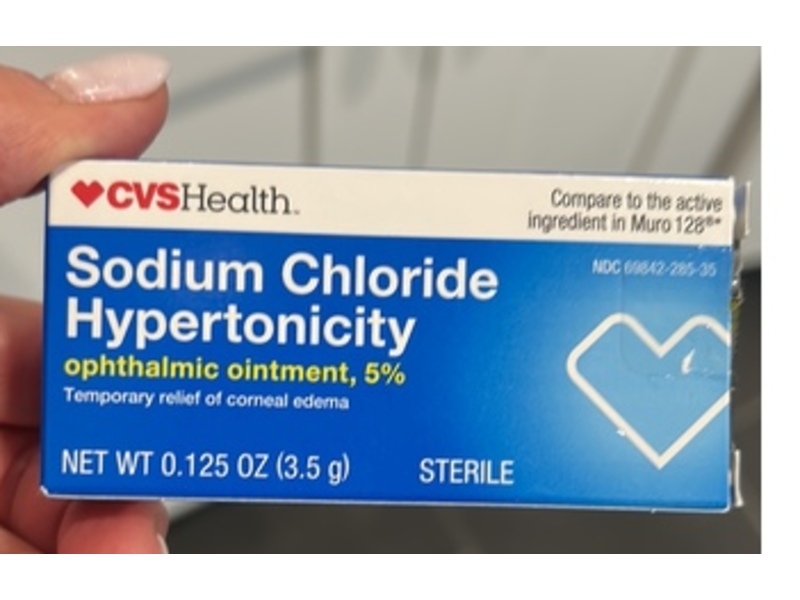 CVSHealth™
Compare to the active
ingredient in Muro 128®*
NDC 69842-285-35
Sodium Chloride
Hypertonicity
ophthalmic ointment, 5%
Temporary relief of corneal edema
NET WT 0.125 OZ (3.5 g)
STERILE